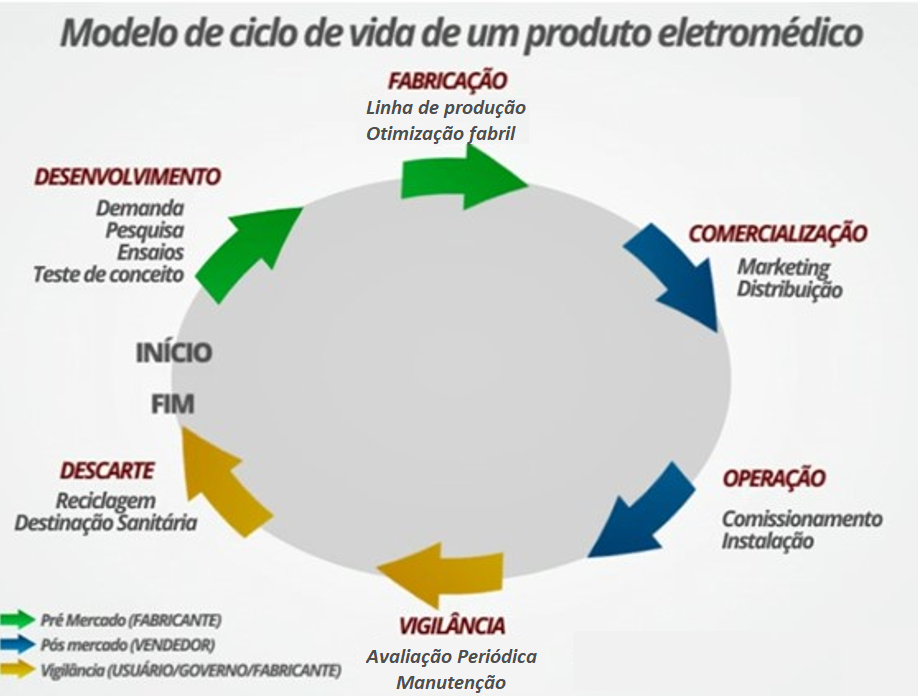 Modelo de ciclo de vida de um produto eletromédico
FABRICAÇÃO
Linha de produção
Otimização fabril
DESENVOLVIMENTO
Demanda
Pesquisa
Ensaios
Teste de conceito
COMERCIALIZAÇÃO
Marketing
Distribuição
INÍCIO
FIM
DESCARTE
Reciclagem
Destinação Sanitária
OPERAÇÃO
Comissionamento
Instalação
VIGILÂNCIA
Avaliação Periódica
Manutenção
Pré Mercado (FABRICANTE)
Pós mercado (VENDEDOR)
Vigilância (USUÁRIO/GOVERNO/FABRICANTE)